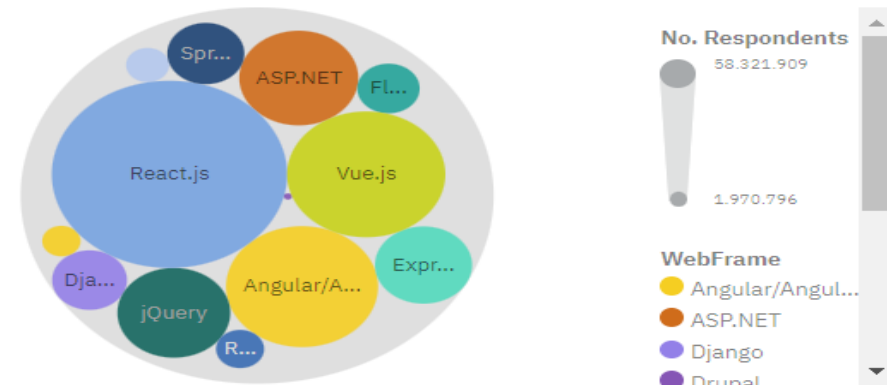 Spr...
ASP.NET
Fl...
React.js
Vue.js
Dja...
Angular/A...
Expr...
jQuery
R...
No. Respondents
58.321.909
1.970.796
WebFrame
Angular/Angul...
ASP.NET
Django
Drupal